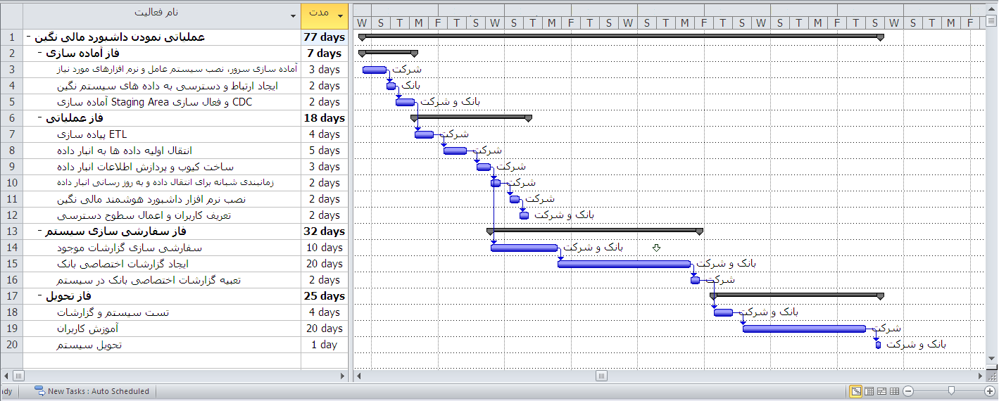 نام فعالیت مدت
W S T M F T S W S T M F T S W S T M F T S W S T M F T S W S T M F
1 - عملیاتی نمودن داشبورد مالی نگین 77 days
2 - فاز آماده سازی 7 days
3 آماده سازی سرور، نصب سیستم عامل و نرم افزارهای مورد نیاز 3 days شرکت
4 ایجاد ارتباط و دسترسی به داده های سیستم نگین 2 days بانک
5 آماده سازی Staging Area و فعال سازی CDC 2 days بانک و شرکت
6 - فاز عملیاتی 18 days
7 پیاده سازی ETL 4 days شرکت
8 انتقال اولیه داده ها به انبار داده 5 days شرکت
9 ساخت کیوب و پردازش اطلاعات انبار داده 3 days شرکت
10 زمانبندی شبانه برای انتقال داده و به روز رسانی انبار داده 2 days شرکت
11 نصب نرم افزار داشبورد هوشمند مالی نگین 2 days شرکت
12 تعریف کاربران و اعمال سطوح دسترسی 2 days بانک و شرکت
13 - فاز سفارشی سازی سیستم 32 days
14 سفارشی سازی گزارشات موجود 10 days بانک و شرکت
15 ایجاد گزارشات اختصاصی بانک 20 days بانک و شرکت
16 تعبیه گزارشات اختصاصی بانک در سیستم 2 days شرکت
17 - فاز تحویل 25 days
18 تست سیستم و گزارشات 4 days بانک و شرکت
19 آموزش کاربران 20 days شرکت
20 تحویل سیستم 1 day بانک و شرکت
New Tasks : Auto Scheduled